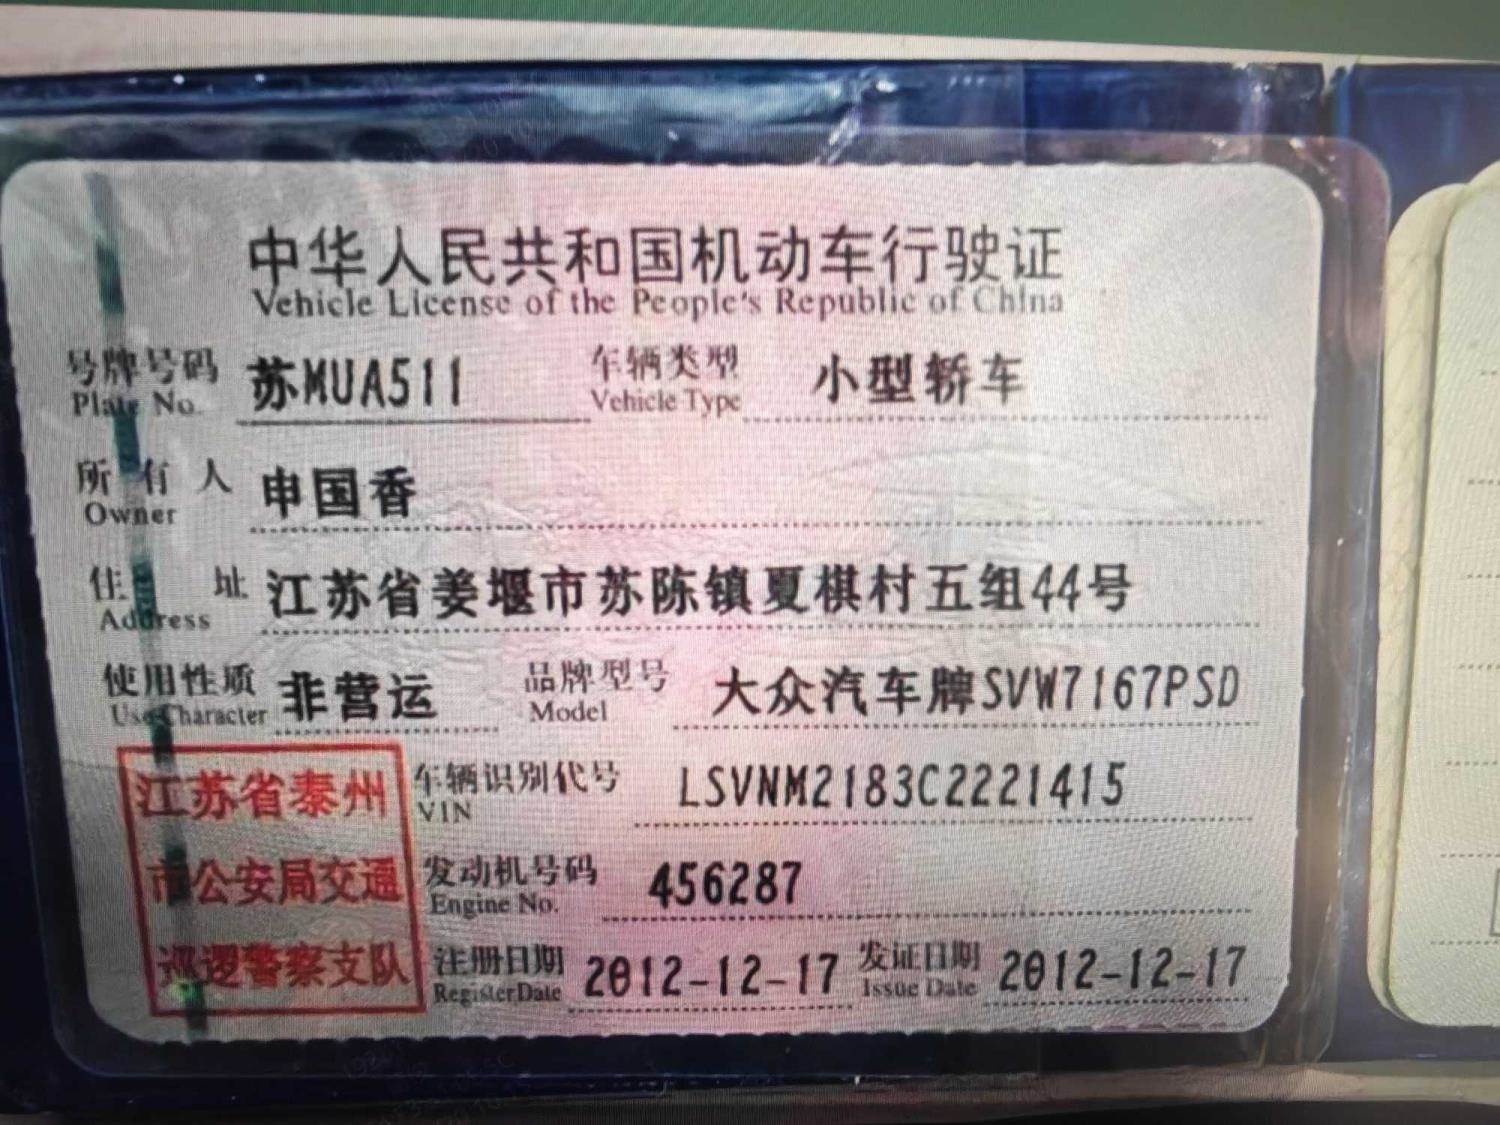 中华人民共和国机动车行驶证
Vehicle License of the People's Republic of China
号牌号码 苏MUA511 车辆类型 小型轿车
Plate No. Vehicle Type
所有人 申国香
Owner
住址 江苏省姜堰市苏陈镇夏棋村五组44号
Address
使用性质 非营运 品牌型号 大众汽车牌SVW7167PSD
Use Character Model
江苏省泰州
市公安局交通
巡逻警察支队
车辆识别代号 LSVNM2183C2221415
VIN
发动机号码 456287
Engine No.
注册日期 2012-12-17 发证日期 2012-12-17
Register Date Issue Date